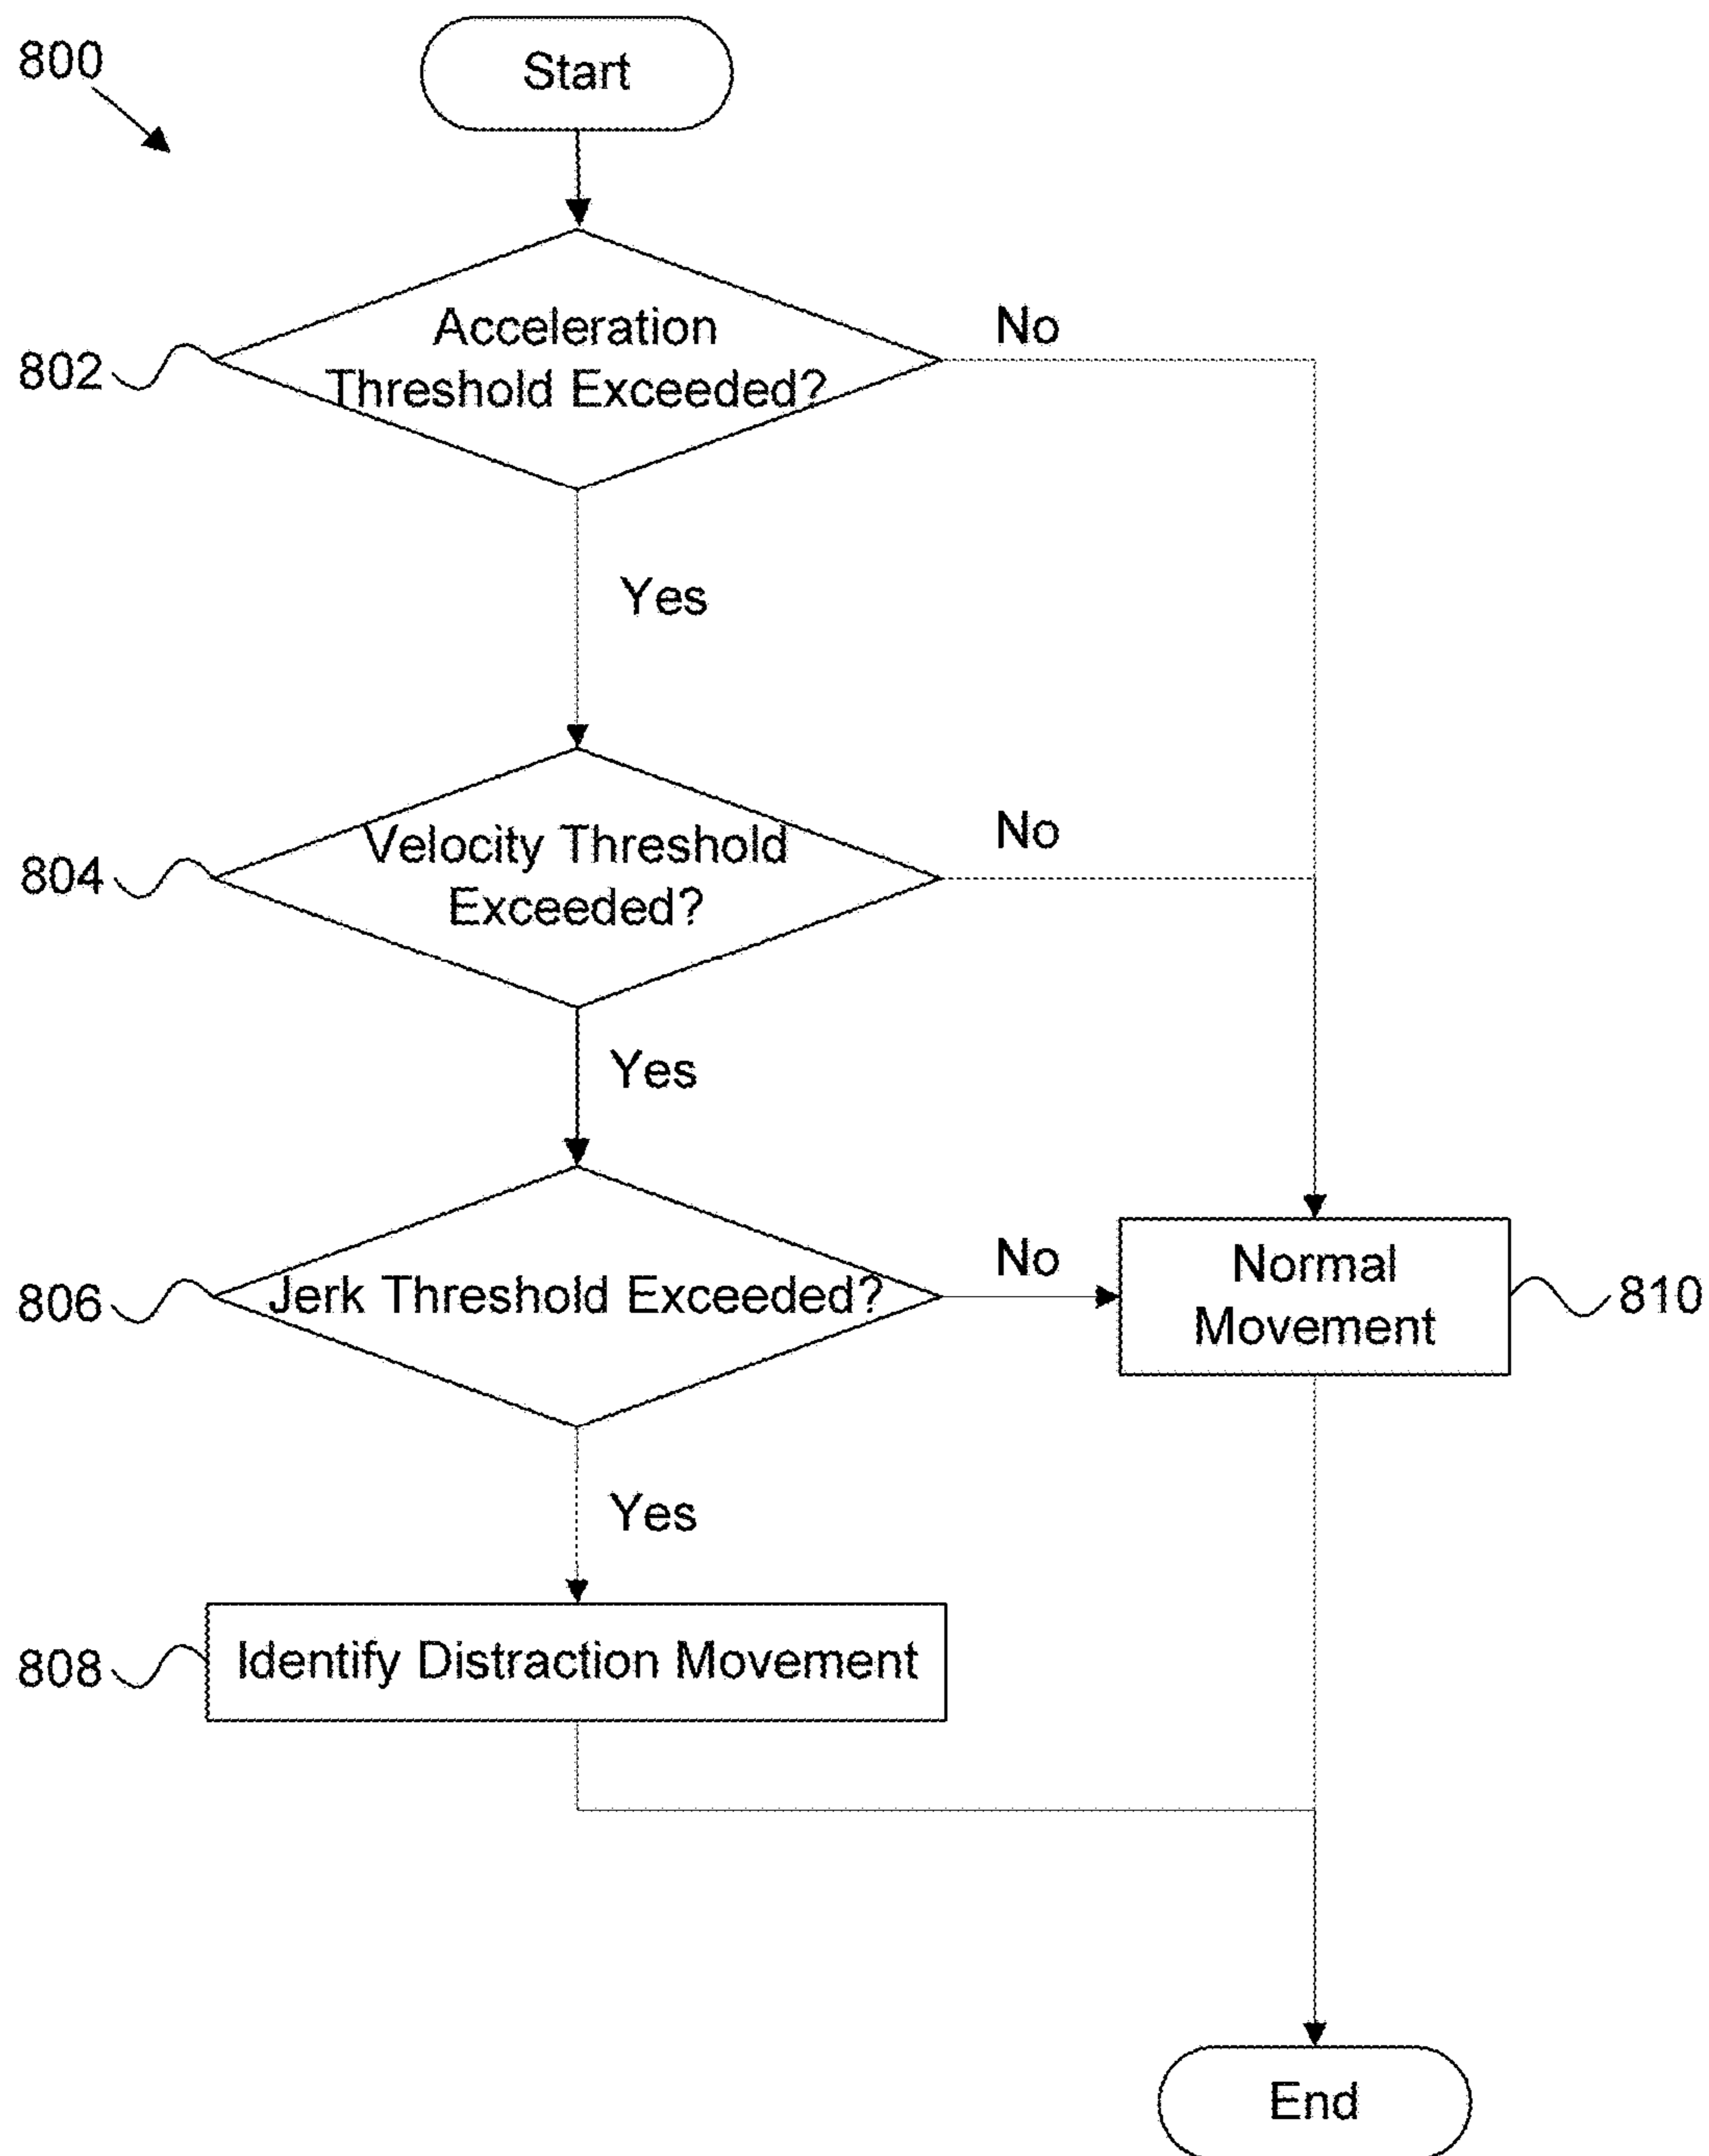 800
Start
802
Acceleration
Threshold Exceeded?
No
Yes
804
Velocity Threshold
Exceeded?
No
Yes
806
Jerk Threshold Exceeded?
No
Normal
Movement
810
Yes
808
Identify Distraction Movement
End